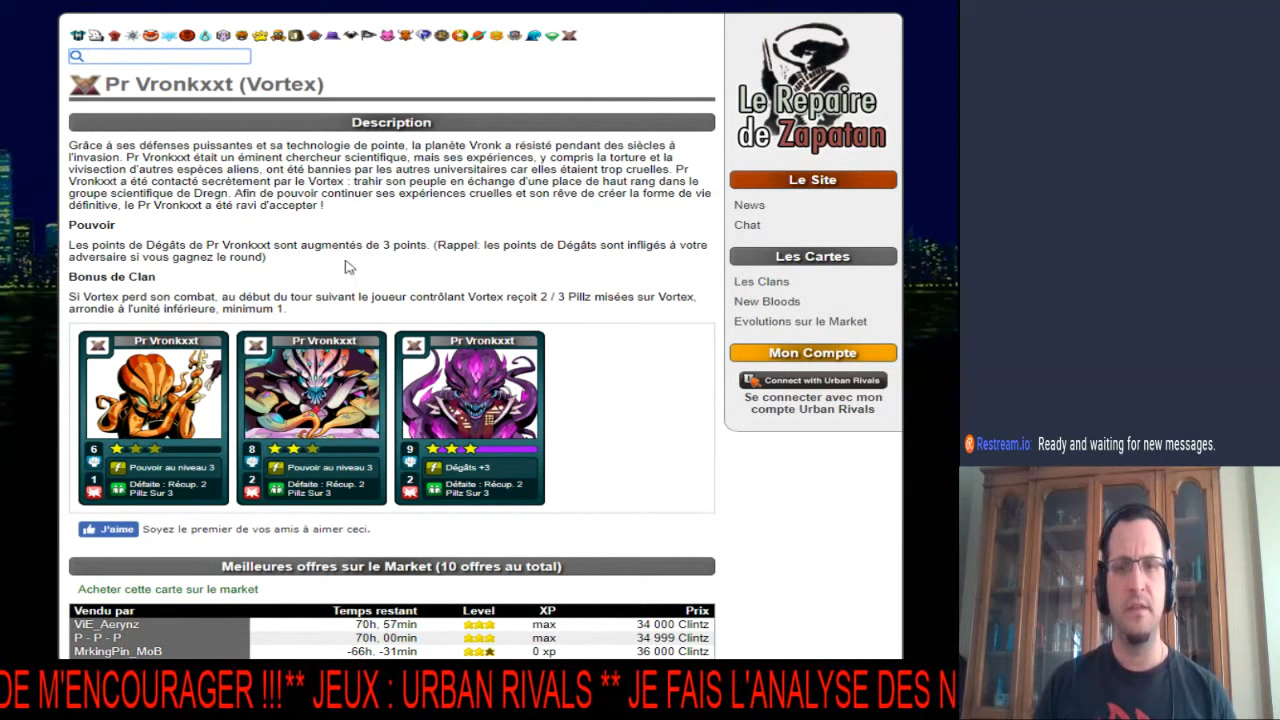 Pr Vronkxxt (Vortex)
Description
Grâce à ses défenses puissantes et sa technologie de pointe, la planète Vronk a résisté pendant des siècles à
l'invasion. Pr Vronkxxt était un éminent chercheur scientifique, mais ses expériences, y compris la torture et la
vivisection d'autres espèces aliens, ont été bannies par les autres universitaires car elles étaient trop cruelles. Pr
Vronkxxt a été contacté secrètement par le Vortex : trahir son peuple en échange d'une place de haut rang dans le
groupe scientifique de Dregn. Afin de pouvoir continuer ses expériences cruelles et son rêve de créer la forme de vie
définitive, le Pr Vronkxxt a été ravi d'accepter !
Pouvoir
Les points de Dégâts de Pr Vronkxxt sont augmentés de 3 points. (Rappel: les points de Dégâts sont infligés à votre
adversaire si vous gagnez le round)
Bonus de Clan
Si Vortex perd son combat, au début du tour suivant le joueur contrôlant Vortex reçoit 2 / 3 Pillz misées sur Vortex,
arrondie à l'unité inférieure, minimum 1.
Pr Vronkxxt
6
Pouvoir au niveau 3
1
Défaite : Récup. 2
Pillz Sur 3
Pr Vronkxxt
8
Pouvoir au niveau 3
2
Défaite : Récup. 2
Pillz Sur 3
Pr Vronkxxt
9
Dégâts +3
2
Défaite : Récup. 2
Pillz Sur 3
J'aime Soyez le premier de vos amis à aimer ceci.
Meilleures offres sur le Market (10 offres au total)
Acheter cette carte sur le market
Vendu par Temps restant Level XP Prix
ViE_Aerynz 70h, 57min max 34 000 Clintz
P - P - P 70h, 00min max 34 999 Clintz
MrkingPin_MoB -66h, -31min 0 xp 36 000 Clintz
Le Repaire
de Zapatan
Le Site
News
Chat
Les Cartes
Les Clans
New Bloods
Evolutions sur le Market
Mon Compte
Connect with Urban Rivals
Se connecter avec mon
compte Urban Rivals
Restream.io: Ready and waiting for new messages.
DE M'ENCOURAGER !!!** JEUX : URBAN RIVALS ** JE FAIS L'ANALYSE DES N